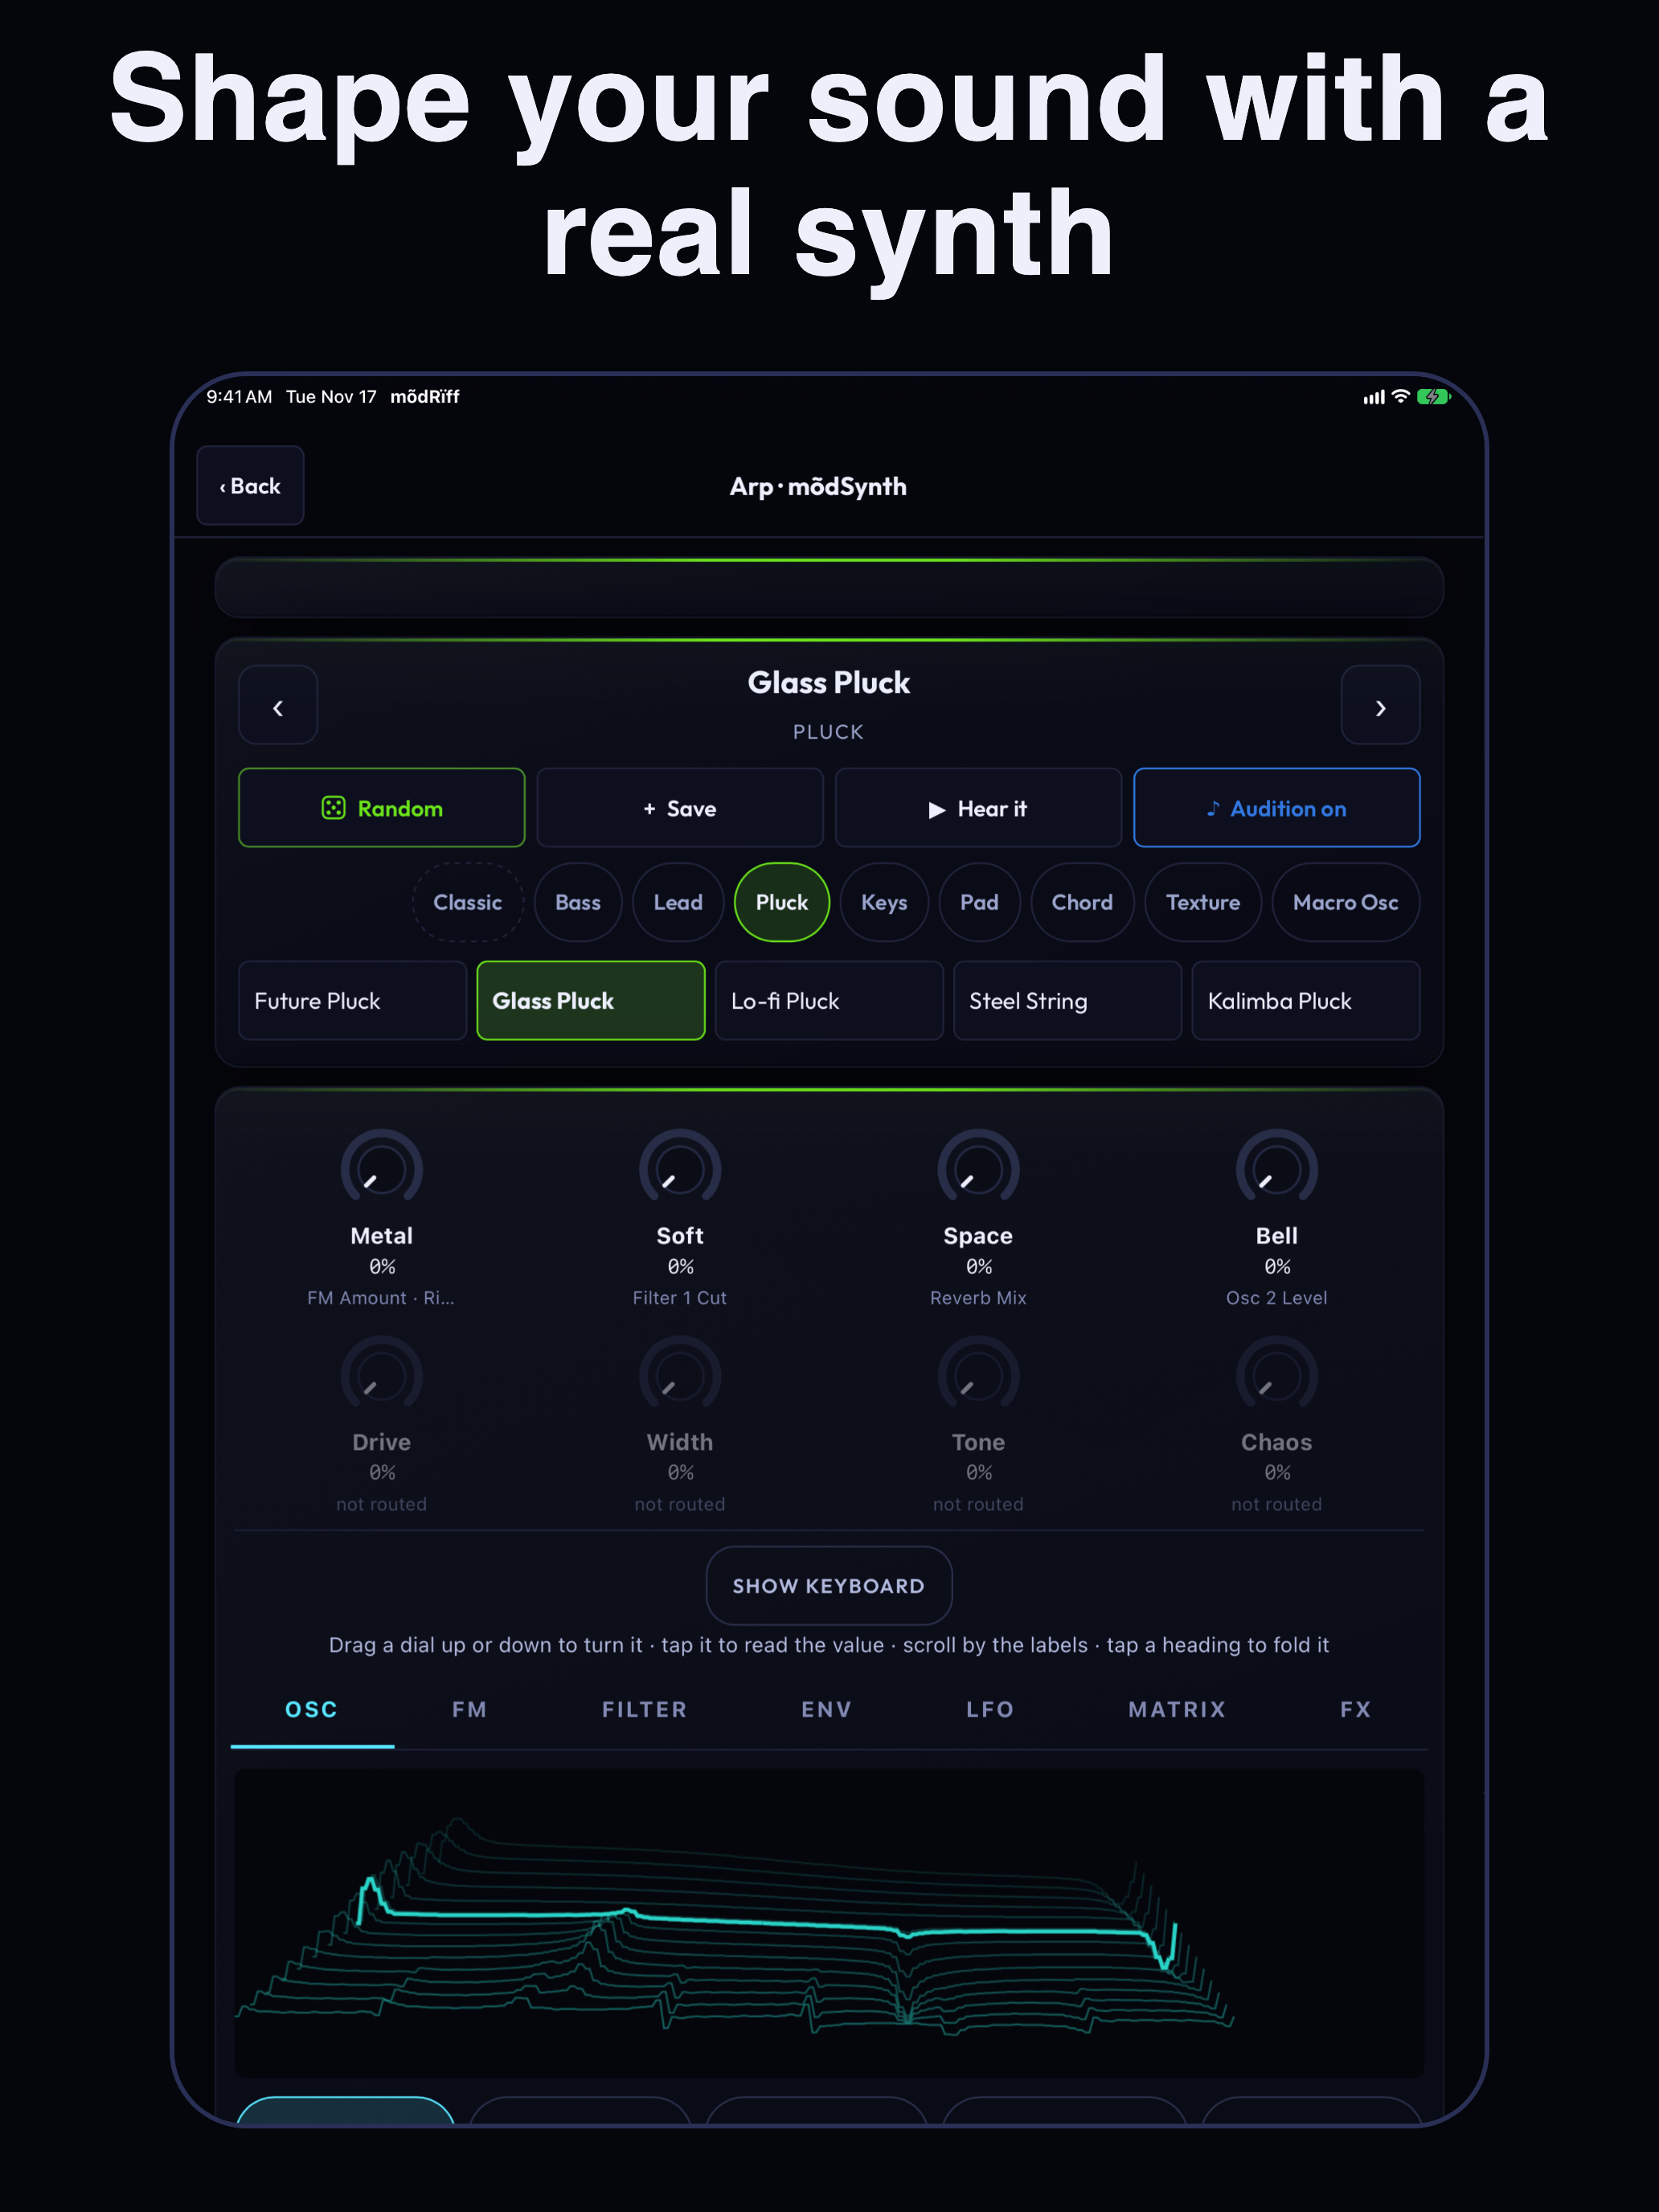 Shape your sound with a
real synth
9:41 AM Tue Nov 17 mõdRïff
‹ Back
Arp · mõdSynth
‹
Glass Pluck
›
PLUCK
Random
+ Save
▶ Hear it
♪ Audition on
Classic
Bass
Lead
Pluck
Keys
Pad
Chord
Texture
Macro Osc
Future Pluck
Glass Pluck
Lo-fi Pluck
Steel String
Kalimba Pluck
Metal
Soft
Space
Bell
0%
0%
0%
0%
FM Amount · Ri...
Filter 1 Cut
Reverb Mix
Osc 2 Level
Drive
Width
Tone
Chaos
0%
0%
0%
0%
not routed
not routed
not routed
not routed
SHOW KEYBOARD
Drag a dial up or down to turn it · tap it to read the value · scroll by the labels · tap a heading to fold it
OSC
FM
FILTER
ENV
LFO
MATRIX
FX